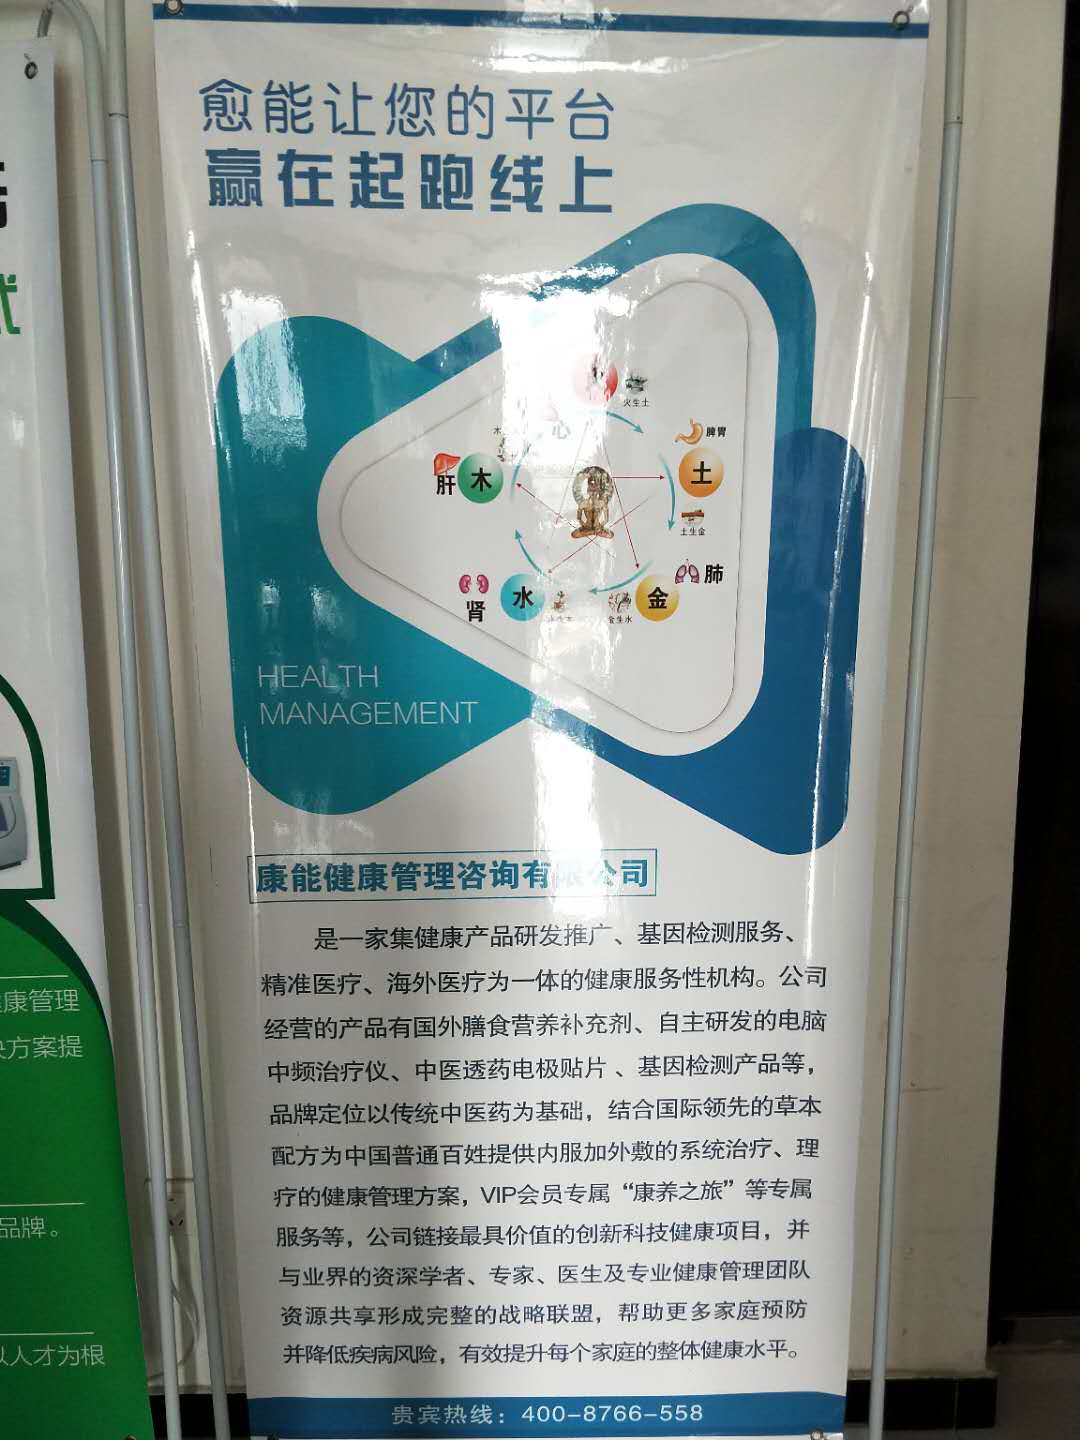 愈能让您的平台
赢在起跑线上
火生土
心
脾胃
肝
木
土
土生金
肺
肾
水
金生水
金
HEALTH
MANAGEMENT
康能健康管理咨询有限公司
是一家集健康产品研发推广、基因检测服务、
精准医疗、海外医疗为一体的健康服务性机构。公司
经营的产品有国外膳食营养补充剂、自主研发的电脑
中频治疗仪、中医透药电极贴片、基因检测产品等，
品牌定位以传统中医药为基础，结合国际领先的草本
配方为中国普通百姓提供内服加外敷的系统治疗、理
疗的健康管理方案，VIP会员专属“康养之旅”等专属
服务等，公司链接最具价值的创新科技健康项目，并
与业界的资深学者、专家、医生及专业健康管理团队
资源共享形成完整的战略联盟，帮助更多家庭预防
并降低疾病风险，有效提升每个家庭的整体健康水平。
贵宾热线：400-8766-558
康管理
方案提
品牌。
以人才为根